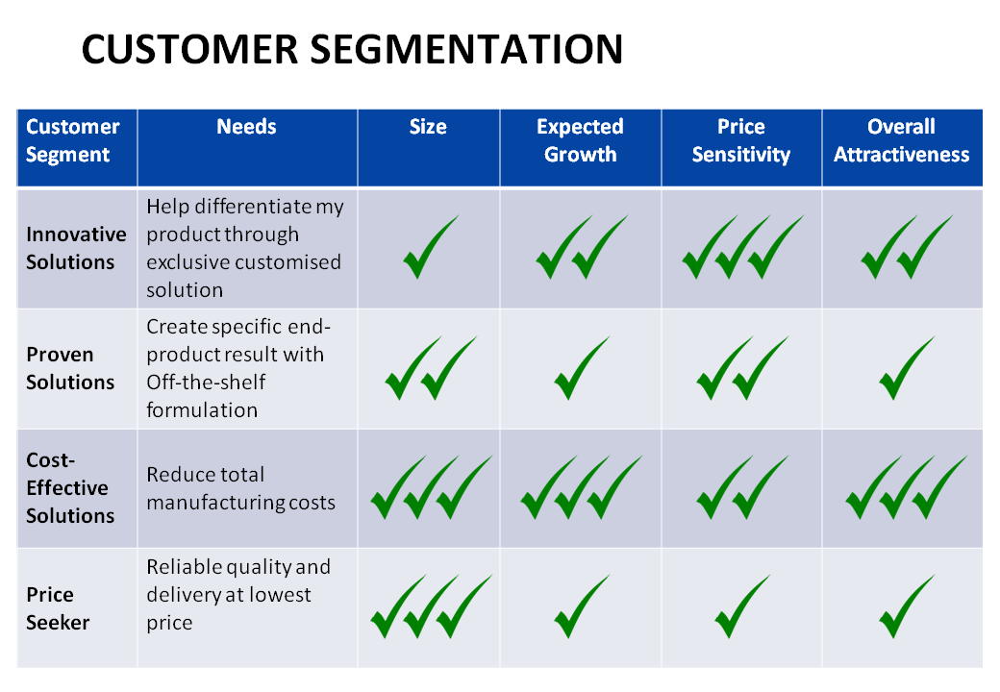 CUSTOMER SEGMENTATION
Customer
Segment
Needs
Size
Expected
Growth
Price
Sensitivity
Overall
Attractiveness
Innovative
Solutions
Help differentiate my
product through
exclusive customised
solution
Proven
Solutions
Create specific end-
product result with
Off-the-shelf
formulation
Cost-
Effective
Solutions
Reduce total
manufacturing costs
Price
Seeker
Reliable quality and
delivery at lowest
price